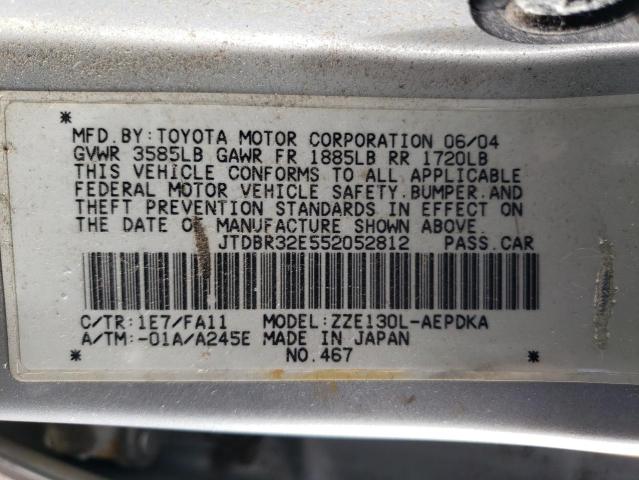 MFD. BY: TOYOTA MOTOR CORPORATION 06/04
GVWR 3585LB GAWR FR 1885LB RR 1720LB
THIS VEHICLE CONFORMS TO ALL APPLICABLE
FEDERAL MOTOR VEHICLE SAFETY.BUMPER.AND
THEFT PREVENTION STANDARDS IN EFFECT ON
THE DATE OF MANUFACTURE SHOWN ABOVE.
JTDBR32E552052812 PASS.CAR
C/TR:1E7/FA11 MODEL:ZZE130L-AEPDKA
A/TM:-01A/A245E MADE IN JAPAN
* NO.467 *